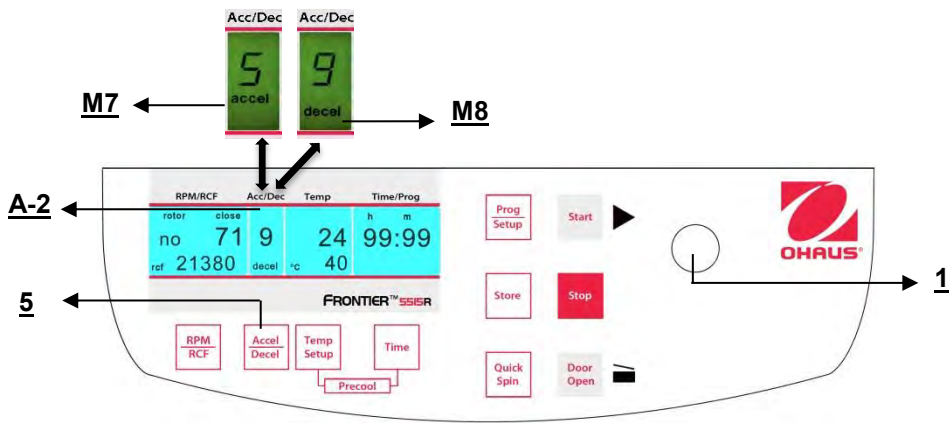 Acc/Dec Acc/Dec
5 9
accel decel
M7 M8
A-2
RPM/RCF Acc/Dec Temp Time/Prog
rotor close h m
no 71 9 24 99:99
rcf 21380 decel °C 40
FRONTIER™ 5515R
5
RPM
RCF
Accel
Decel
Temp
Setup
Time
Precool
Prog
Setup
Start
Store
Stop
Quick
Spin
Door
Open
OHAUS®
1